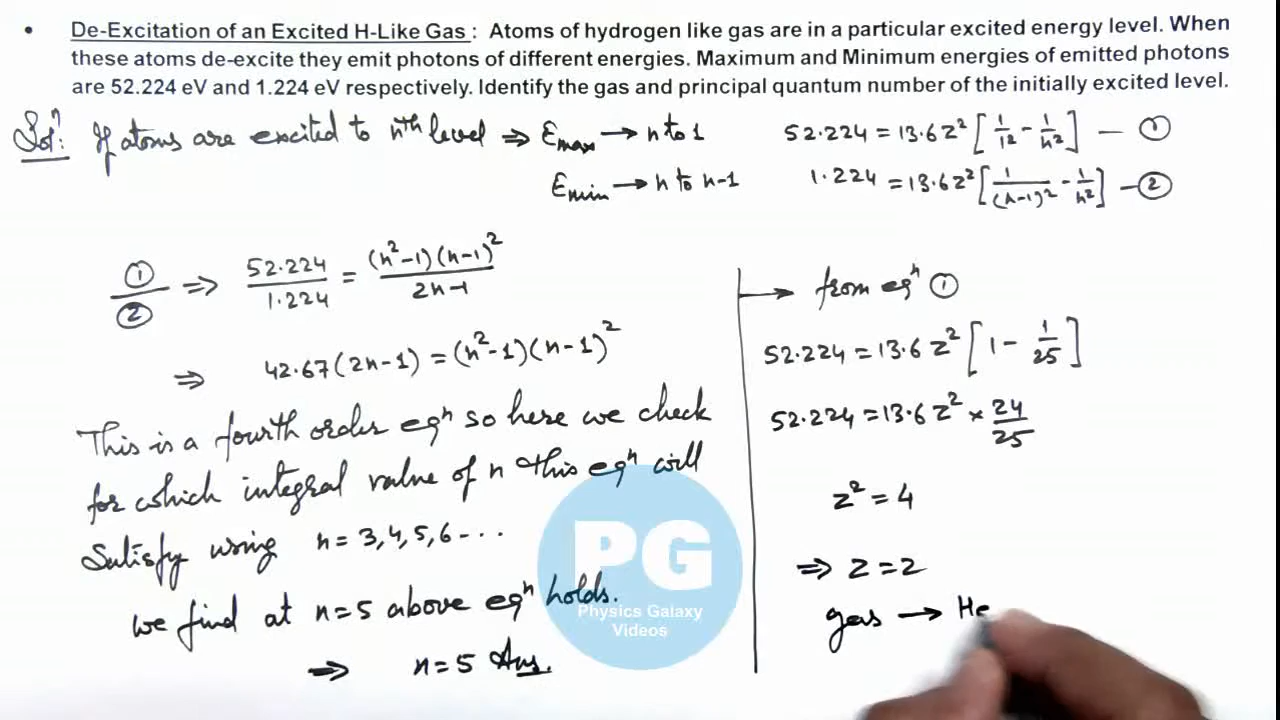 • De-Excitation of an Excited H-Like Gas : Atoms of hydrogen like gas are in a particular excited energy level. When
these atoms de-excite they emit photons of different energies. Maximum and Minimum energies of emitted photons
are 52.224 eV and 1.224 eV respectively. Identify the gas and principal quantum number of the initially excited level.
Solⁿ: If atoms are excited to nth level ⇒ Emax → n to 1
Emin → n to n-1
52.224 = 13.6 z² [1/1² - 1/n²] — ①
1.224 = 13.6 z² [1/(n-1)² - 1/n²] — ②
①/② ⇒ 52.224/1.224 = (n²-1)(n-1)²/2n-1
⇒ 42.67(2n-1) = (n²-1)(n-1)²
This is a fourth order eqⁿ so here we check
for which integral value of n this eqⁿ will
Satisfy using n = 3, 4, 5, 6 - - -
we find at n=5 above eqⁿ holds.
⇒ n = 5 Ans.
→ from eqⁿ ①
52.224 = 13.6 z² [1 - 1/25]
52.224 = 13.6 z² × 24/25
z² = 4
⇒ z = 2
gas → He
PG
Physics Galaxy
Videos